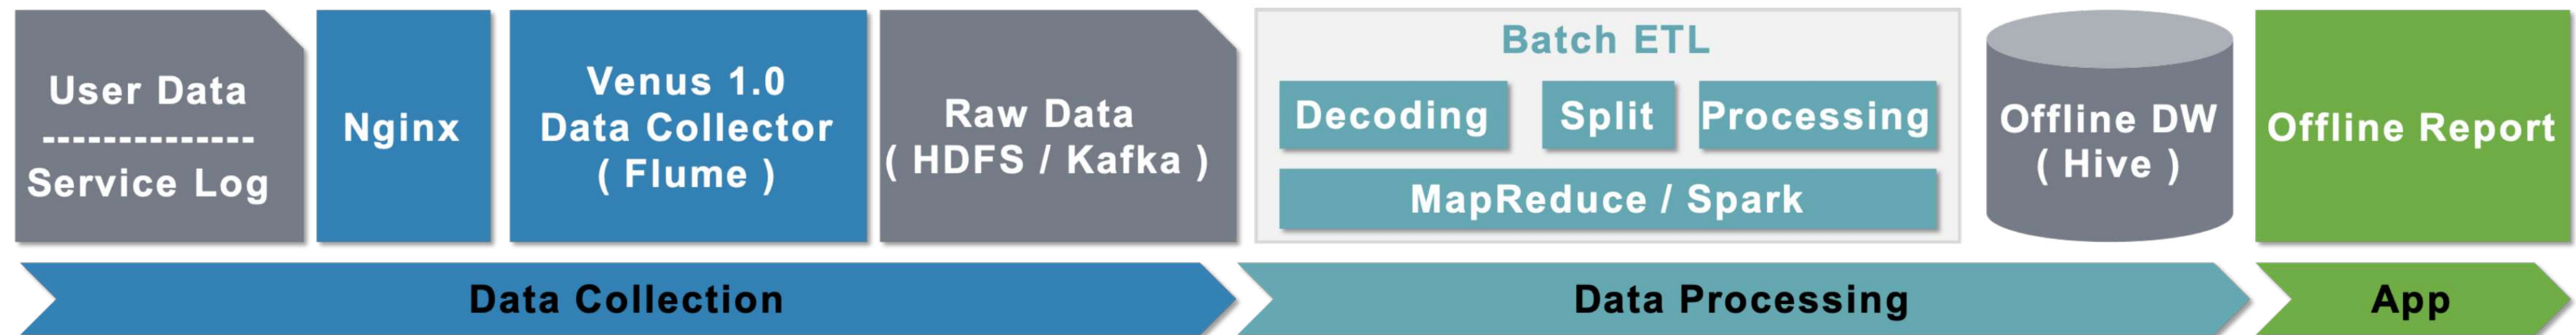 User Data
--------------
Service Log
Nginx
Venus 1.0
Data Collector
( Flume )
Raw Data
( HDFS / Kafka )
Batch ETL
Decoding
Split
Processing
MapReduce / Spark
Offline DW
( Hive )
Offline Report
Data Collection
Data Processing
App